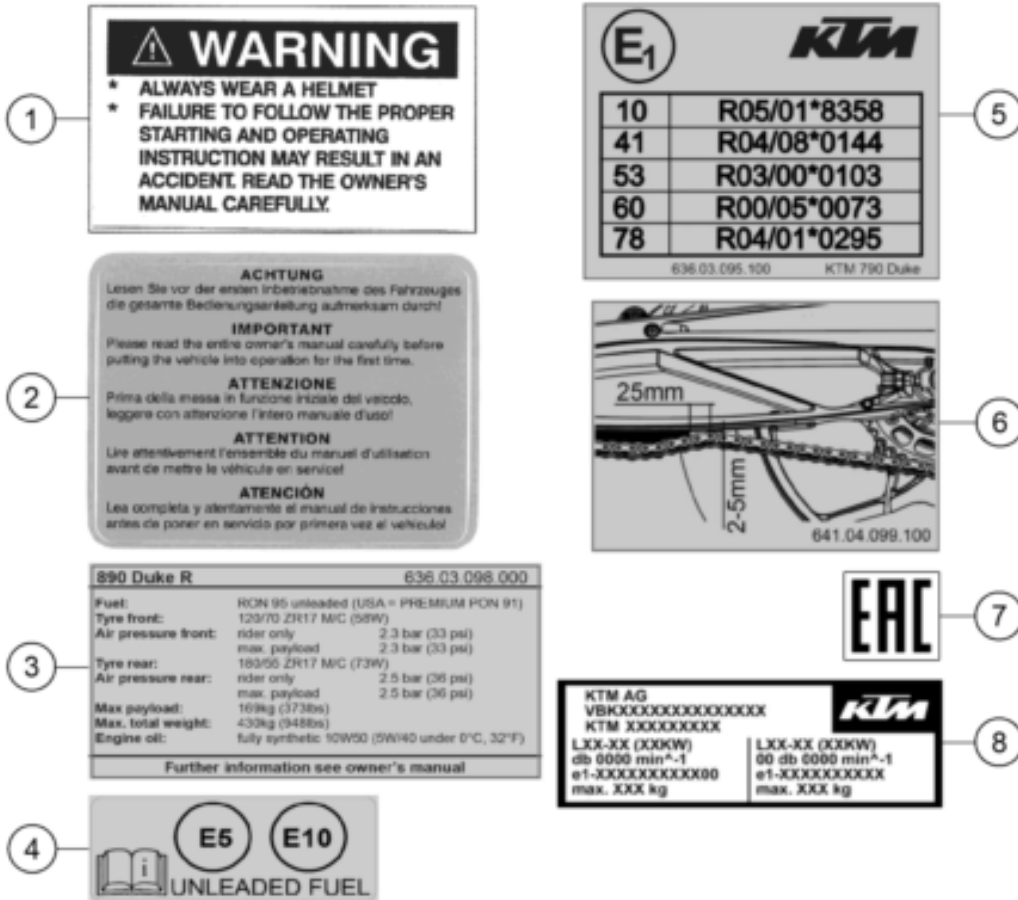 1
⚠ WARNING
* ALWAYS WEAR A HELMET
* FAILURE TO FOLLOW THE PROPER
STARTING AND OPERATING
INSTRUCTION MAY RESULT IN AN
ACCIDENT. READ THE OWNER'S
MANUAL CAREFULLY.
2
ACHTUNG
Lesen Sie vor der ersten Inbetriebnahme des Fahrzeuges
die gesamte Bedienungsanleitung aufmerksam durch!
IMPORTANT
Please read the entire owner's manual carefully before
putting the vehicle into operation for the first time.
ATTENZIONE
Prima della messa in funzione iniziale del veicolo,
leggere con attenzione l'intero manuale d'uso!
ATTENTION
Lire attentivement l'ensemble du manuel d'utilisation
avant de mettre le véhicule en service!
ATENCIÓN
Lea completa y atentamente el manual de instrucciones
antes de poner en servicio por primera vez el vehiculo!
3
890 Duke R 636.03.098.000
Fuel: RON 95 unleaded (USA = PREMIUM PON 91)
Tyre front: 120/70 ZR17 M/C (58W)
Air pressure front: rider only 2.3 bar (33 psi)
max. payload 2.3 bar (33 psi)
Tyre rear: 180/55 ZR17 M/C (73W)
Air pressure rear: rider only 2.5 bar (36 psi)
max. payload 2.5 bar (36 psi)
Max payload: 169kg (373lbs)
Max. total weight: 430kg (948lbs)
Engine oil: fully synthetic 10W50 (5W/40 under 0°C, 32°F)
Further information see owner's manual
4
E5 E10
i
UNLEADED FUEL
5
E1 KTM
10 R05/01*8358
41 R04/08*0144
53 R03/00*0103
60 R00/05*0073
78 R04/01*0295
636.03.095.100 KTM 790 Duke
6
25mm
2-5mm
641.04.099.100
7
EAC
8
KTM AG KTM
VBKXXXXXXXXXXXXXX
KTM XXXXXXXXX
LXX-XX (XXKW) LXX-XX (XXKW)
db 0000 min^-1 00 db 0000 min^-1
e1-XXXXXXXXXX00 e1-XXXXXXXXXX
max. XXX kg max. XXX kg